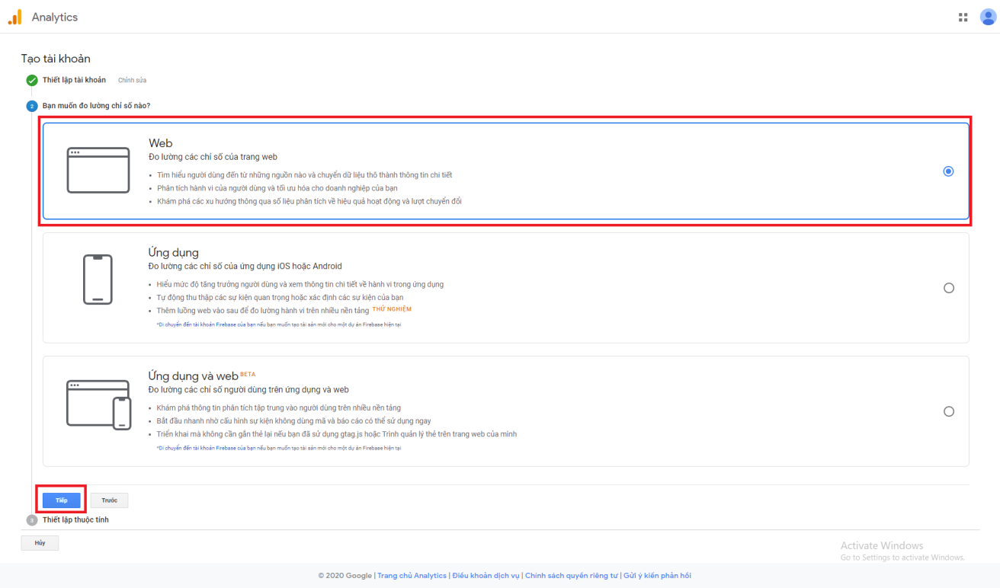 Analytics
Tạo tài khoản
Thiết lập tài khoản Chỉnh sửa
2 Bạn muốn đo lường chỉ số nào?
Web
Đo lường các chỉ số của trang web
• Tìm hiểu người dùng đến từ những nguồn nào và chuyển dữ liệu thô thành thông tin chi tiết
• Phân tích hành vi của người dùng và tối ưu hóa cho doanh nghiệp của bạn
• Khám phá các xu hướng thông qua số liệu phân tích về hiệu quả hoạt động và lượt chuyển đổi
Ứng dụng
Đo lường các chỉ số của ứng dụng iOS hoặc Android
• Hiểu mức độ tăng trưởng người dùng và xem thông tin chi tiết về hành vi trong ứng dụng
• Tự động thu thập các sự kiện quan trọng hoặc xác định các sự kiện của bạn
• Thêm luồng web vào sau để đo lường hành vi trên nhiều nền tảng THỬ NGHIỆM
*Di chuyển đến tài khoản Firebase của bạn nếu bạn muốn tạo tài sản mới cho một dự án Firebase hiện tại
Ứng dụng và web BETA
Đo lường các chỉ số người dùng trên ứng dụng và web
• Khám phá thông tin phân tích tập trung vào người dùng trên nhiều nền tảng
• Bắt đầu nhanh nhờ cấu hình sự kiện không dùng mã và báo cáo có thể sử dụng ngay
• Triển khai mà không cần gắn thẻ lại nếu bạn đã sử dụng gtag.js hoặc Trình quản lý thẻ trên trang web của mình
*Di chuyển đến tài khoản Firebase của bạn nếu bạn muốn tạo tài sản mới cho một dự án Firebase hiện tại
Tiếp Trước
3 Thiết lập thuộc tính
Hủy
Activate Windows
Go to Settings to activate Windows.
© 2020 Google | Trang chủ Analytics | Điều khoản dịch vụ | Chính sách quyền riêng tư | Gửi ý kiến phản hồi